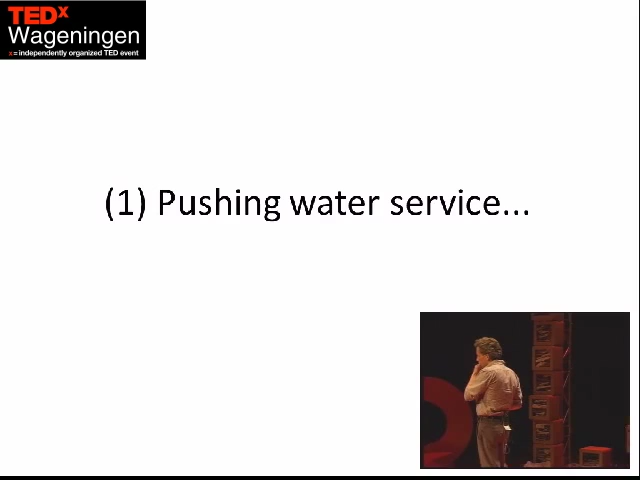 TEDx
Wageningen
x = independently organized TED event
(1) Pushing water service...